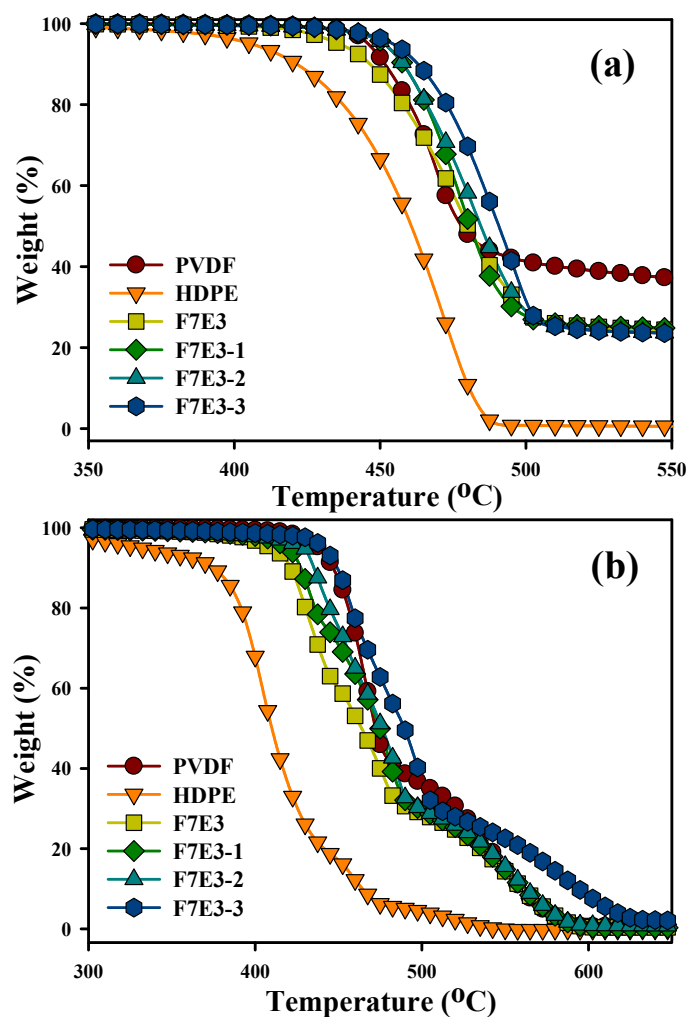 100
80
60
40
20
0
Weight (%)
(a)
PVDF
HDPE
F7E3
F7E3-1
F7E3-2
F7E3-3
350 400 450 500 550
Temperature (ºC)
100
80
60
40
20
0
Weight (%)
(b)
PVDF
HDPE
F7E3
F7E3-1
F7E3-2
F7E3-3
300 400 500 600
Temperature (ºC)